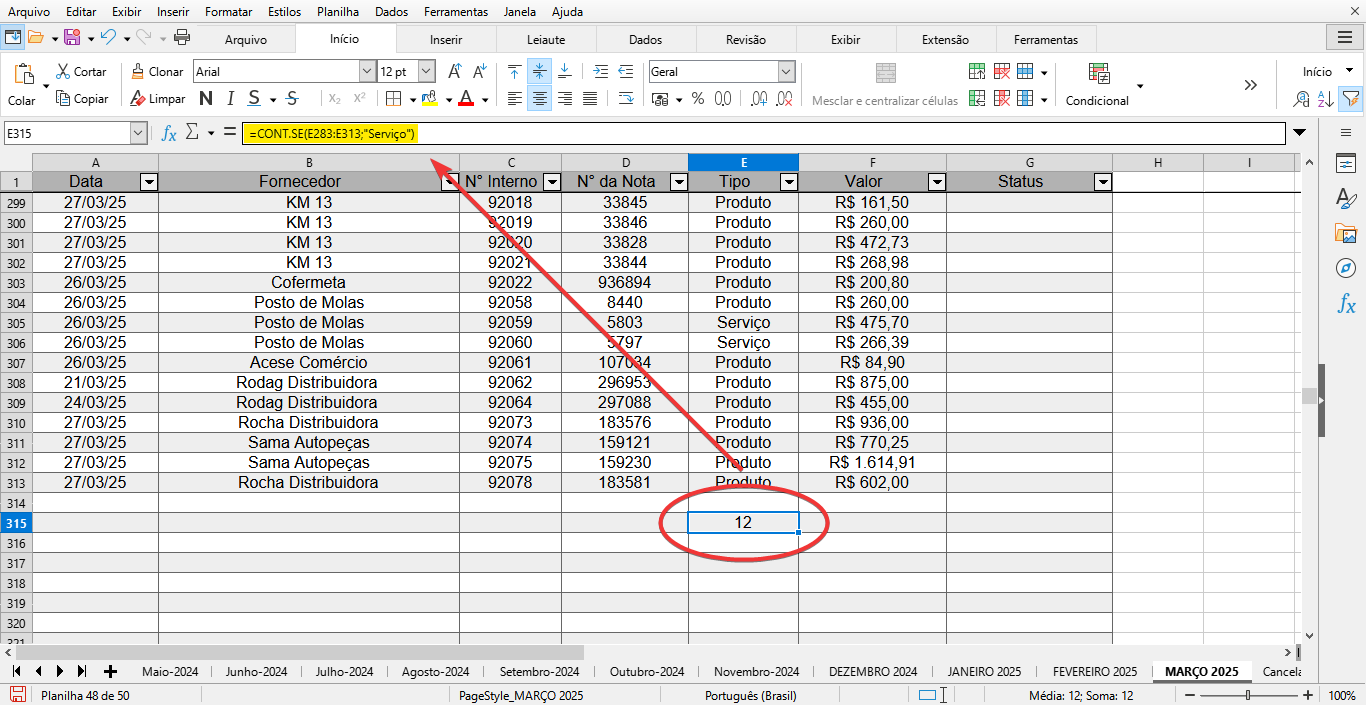 Arquivo Editar Exibir Inserir Formatar Estilos Planilha Dados Ferramentas Janela Ajuda
Arquivo Início Inserir Leiaute Dados Revisão Exibir Extensão Ferramentas
Colar Cortar Copiar Clonar Limpar Arial 12 pt N I S S X₂ X² A Geral % 0,0 Mesclar e centralizar células Condicional Início
E315 fx Σ = =CONT.SE(E283:E313;"Serviço")
A B C D E F G H I
1 Data Fornecedor N° Interno N° da Nota Tipo Valor Status
299 27/03/25 KM 13 92018 33845 Produto R$ 161,50
300 27/03/25 KM 13 92019 33846 Produto R$ 260,00
301 27/03/25 KM 13 92020 33828 Produto R$ 472,73
302 27/03/25 KM 13 92021 33844 Produto R$ 268,98
303 26/03/25 Cofermeta 92022 936894 Produto R$ 200,80
304 26/03/25 Posto de Molas 92058 8440 Produto R$ 260,00
305 26/03/25 Posto de Molas 92059 5803 Serviço R$ 475,70
306 26/03/25 Posto de Molas 92060 5797 Serviço R$ 266,39
307 26/03/25 Acese Comércio 92061 107034 Produto R$ 84,90
308 21/03/25 Rodag Distribuidora 92062 296953 Produto R$ 875,00
309 24/03/25 Rodag Distribuidora 92064 297088 Produto R$ 455,00
310 27/03/25 Rocha Distribuidora 92073 183576 Produto R$ 936,00
311 27/03/25 Sama Autopeças 92074 159121 Produto R$ 770,25
312 27/03/25 Sama Autopeças 92075 159230 Produto R$ 1.614,91
313 27/03/25 Rocha Distribuidora 92078 183581 Produto R$ 602,00
314
315 12
316
317
318
319
320
321
Maio-2024 Junho-2024 Julho-2024 Agosto-2024 Setembro-2024 Outubro-2024 Novembro-2024 DEZEMBRO 2024 JANEIRO 2025 FEVEREIRO 2025 MARÇO 2025 Cancela
Planilha 48 de 50 PageStyle_MARÇO 2025 Português (Brasil) Média: 12; Soma: 12 100%